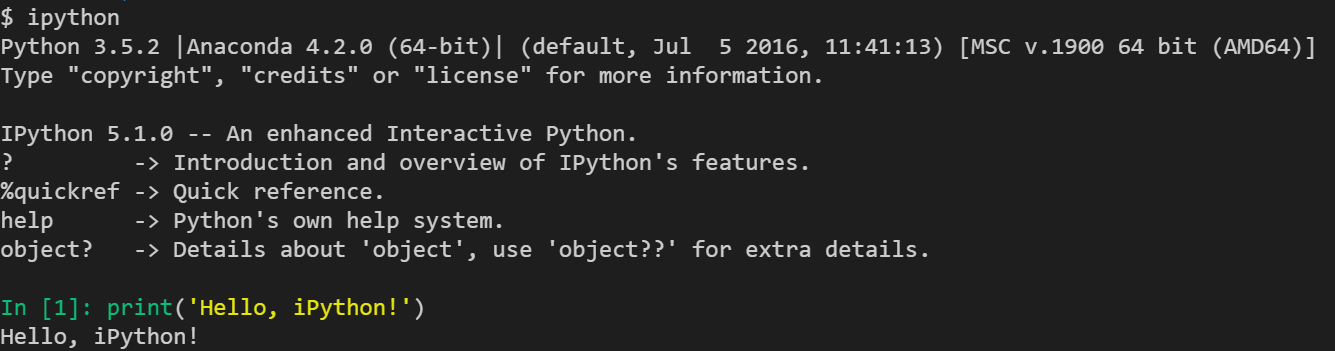 $ ipython
Python 3.5.2 |Anaconda 4.2.0 (64-bit)| (default, Jul  5 2016, 11:41:13) [MSC v.1900 64 bit (AMD64)]
Type "copyright", "credits" or "license" for more information.

IPython 5.1.0 -- An enhanced Interactive Python.
?         -> Introduction and overview of IPython's features.
%quickref -> Quick reference.
help      -> Python's own help system.
object?   -> Details about 'object', use 'object??' for extra details.

In [1]: print('Hello, iPython!')
Hello, iPython!